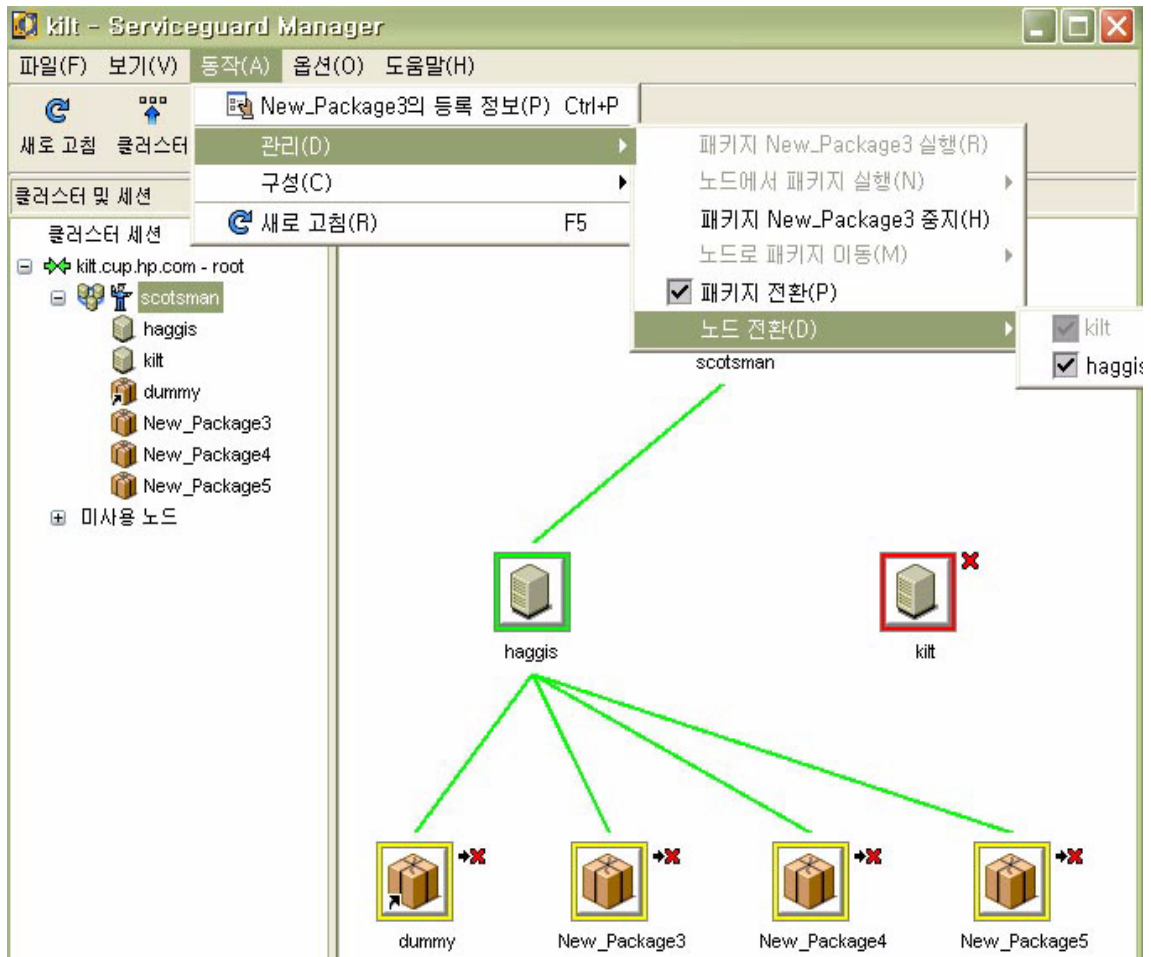 kilt - Serviceguard Manager
파일(F) 보기(V) 동작(A) 옵션(O) 도움말(H)
새로 고침 클러스터
New_Package3의 등록 정보(P) Ctrl+P
관리(D)
구성(C)
새로 고침(R) F5
패키지 New_Package3 실행(R)
노드에서 패키지 실행(N)
패키지 New_Package3 중지(H)
노드로 패키지 이동(M)
패키지 전환(P)
노드 전환(D)
kilt
haggis
클러스터 및 세션
클러스터 세션
kilt.cup.hp.com - root
scotsman
haggis
kilt
dummy
New_Package3
New_Package4
New_Package5
미사용 노드
scotsman
haggis
kilt
dummy
New_Package3
New_Package4
New_Package5